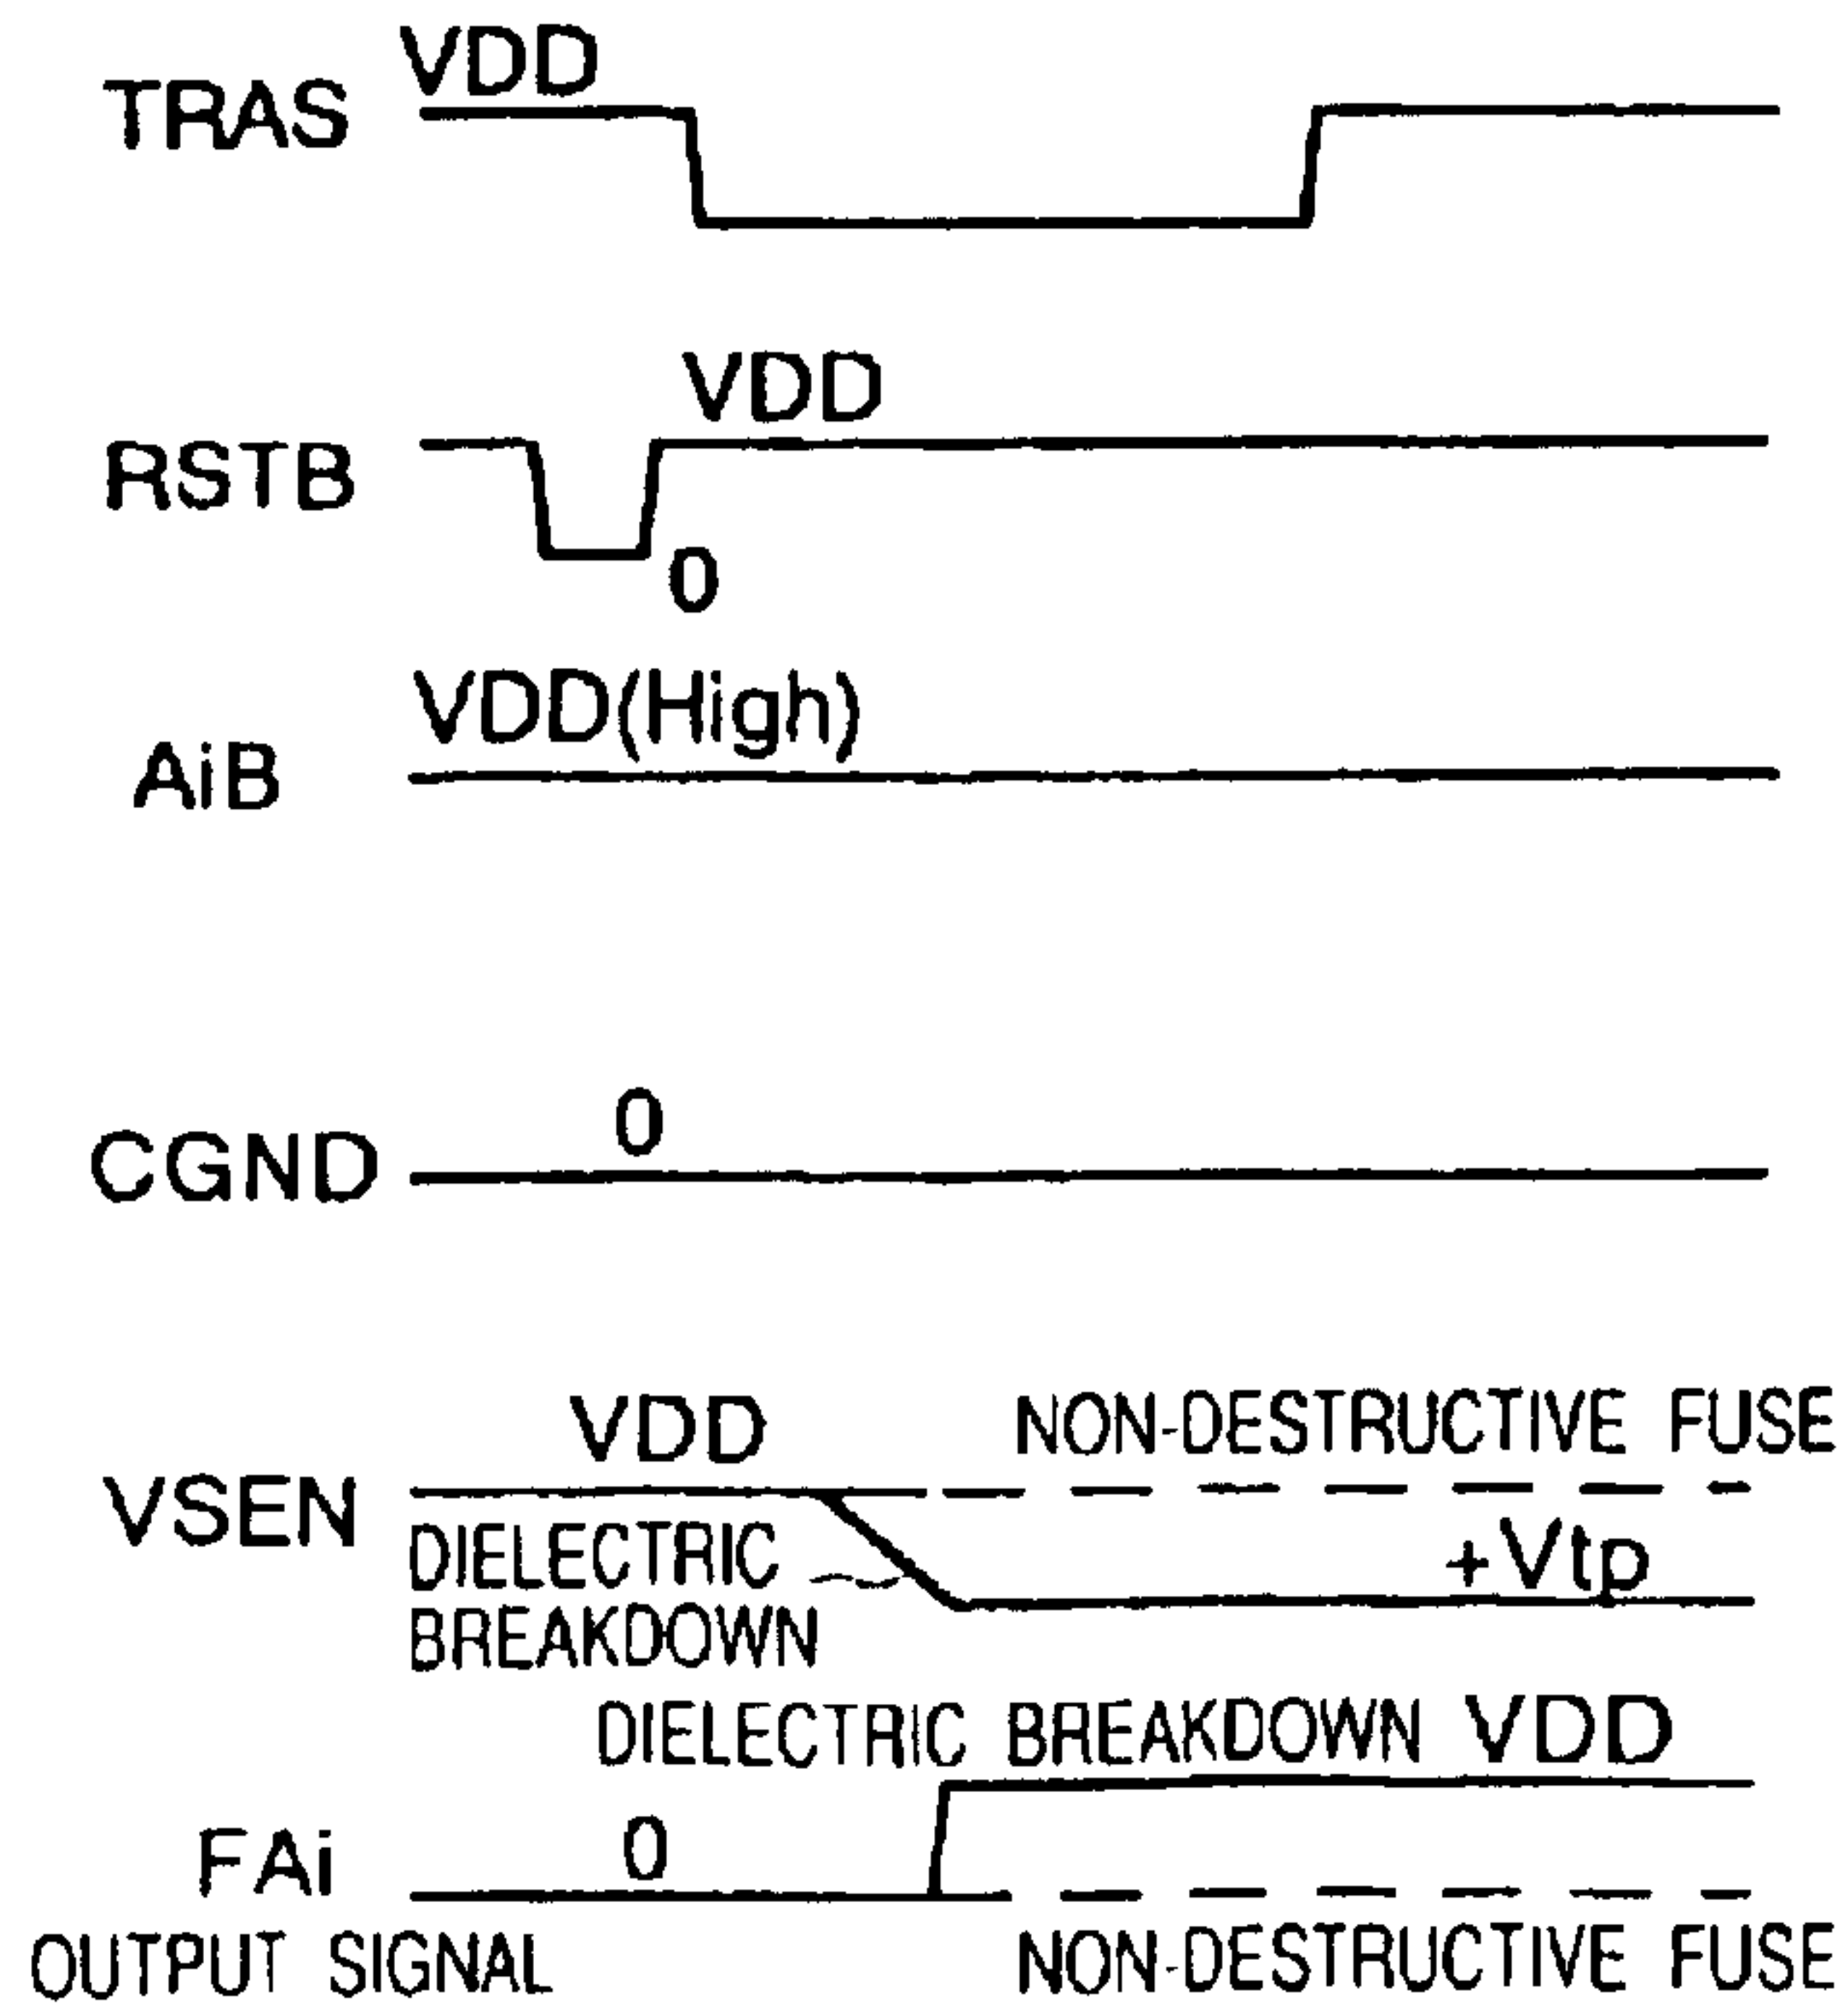 VDD
TRAS
VDD
RSTB
0
VDD(High)
AiB
0
CGND
VDD
NON-DESTRUCTIVE FUSE
VSEN
+Vtp
DIELECTRIC
BREAKDOWN
DIELECTRIC BREAKDOWN VDD
0
FAi
OUTPUT SIGNAL
NON-DESTRUCTIVE FUSE